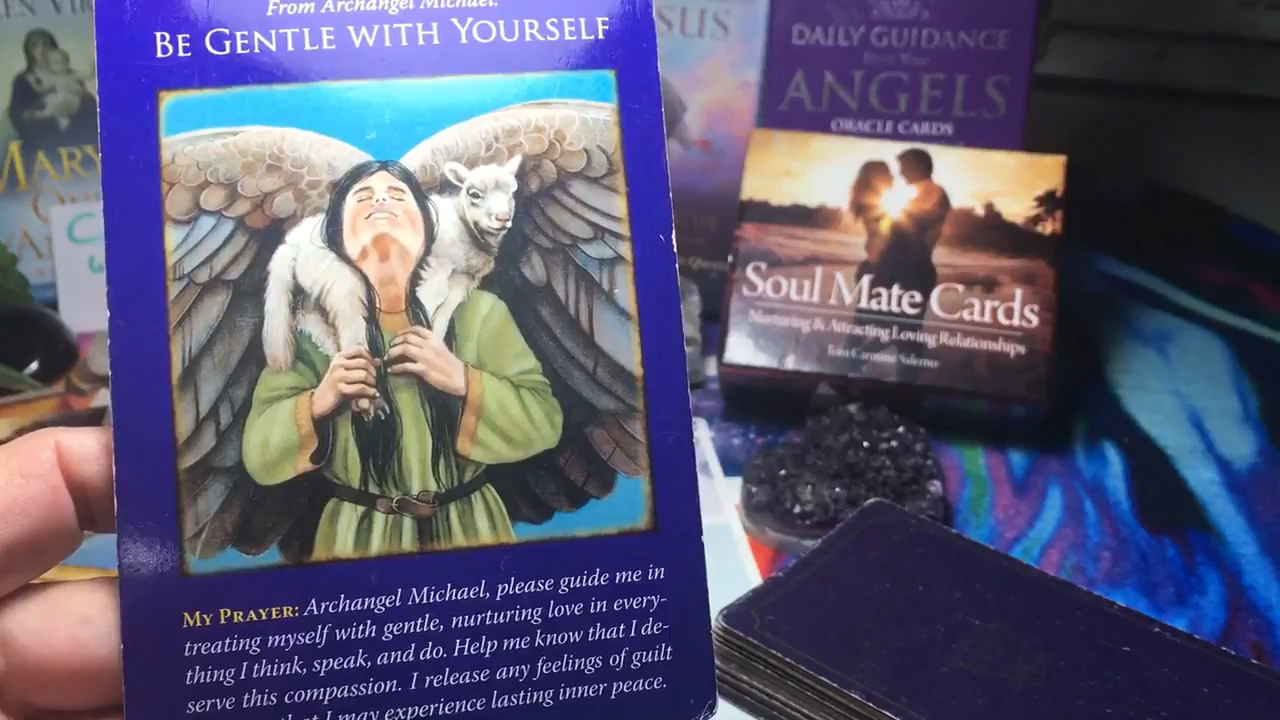 From Archangel Michael:
BE GENTLE WITH YOURSELF
MY PRAYER: Archangel Michael, please guide me in
treating myself with gentle, nurturing love in every-
thing I think, speak, and do. Help me know that I de-
serve this compassion. I release any feelings of guilt
that I may experience lasting inner peace.
MARY
SUS
DAILY GUIDANCE
ANGELS
ORACLE CARDS
Soul Mate Cards
Nurturing & Attracting Loving Relationships
Toni Carmine Salerno